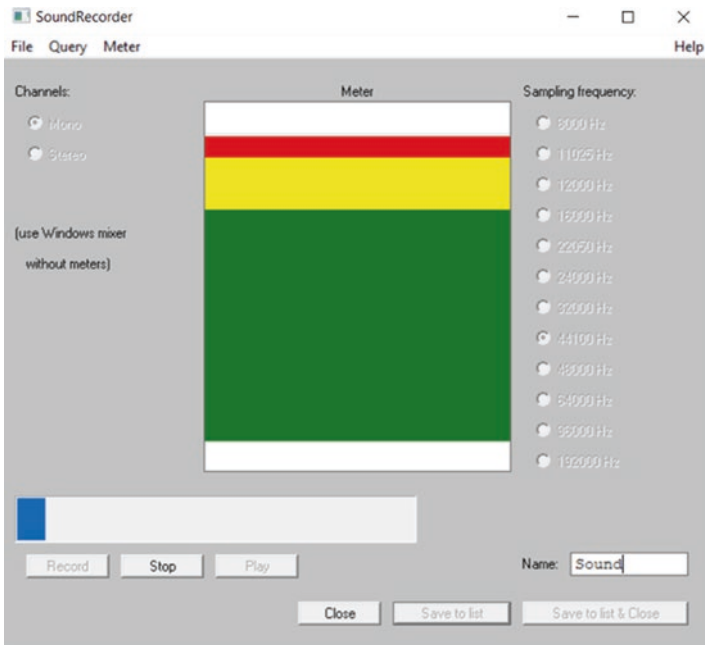 SoundRecorder
File Query Meter Help
Channels:
Mono
Stereo
(use Windows mixer
without meters)
Meter
Sampling frequency:
8000 Hz
11025 Hz
12000 Hz
16000 Hz
22050 Hz
24000 Hz
32000 Hz
44100 Hz
48000 Hz
64000 Hz
96000 Hz
192000 Hz
Record Stop Play
Name: Sound
Close Save to list Save to list & Close